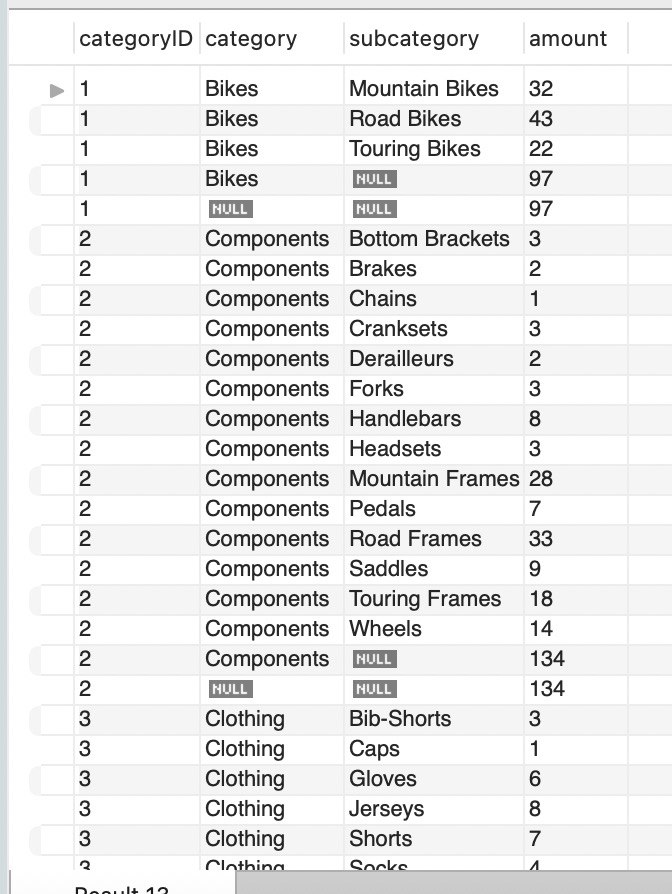 categoryID category subcategory amount
1 Bikes Mountain Bikes 32
1 Bikes Road Bikes 43
1 Bikes Touring Bikes 22
1 Bikes NULL 97
1 NULL NULL 97
2 Components Bottom Brackets 3
2 Components Brakes 2
2 Components Chains 1
2 Components Cranksets 3
2 Components Derailleurs 2
2 Components Forks 3
2 Components Handlebars 8
2 Components Headsets 3
2 Components Mountain Frames 28
2 Components Pedals 7
2 Components Road Frames 33
2 Components Saddles 9
2 Components Touring Frames 18
2 Components Wheels 14
2 Components NULL 134
2 NULL NULL 134
3 Clothing Bib-Shorts 3
3 Clothing Caps 1
3 Clothing Gloves 6
3 Clothing Jerseys 8
3 Clothing Shorts 7
3 Clothing Socks 4
Result